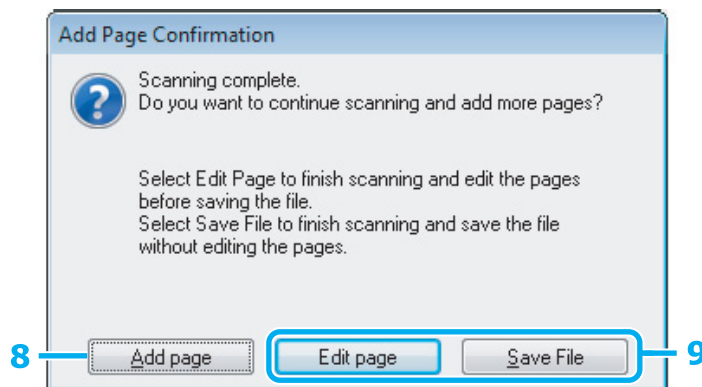 Add Page Confirmation
Scanning complete.
Do you want to continue scanning and add more pages?
Select Edit Page to finish scanning and edit the pages
before saving the file.
Select Save File to finish scanning and save the file
without editing the pages.
8 Add page Edit page Save File 9